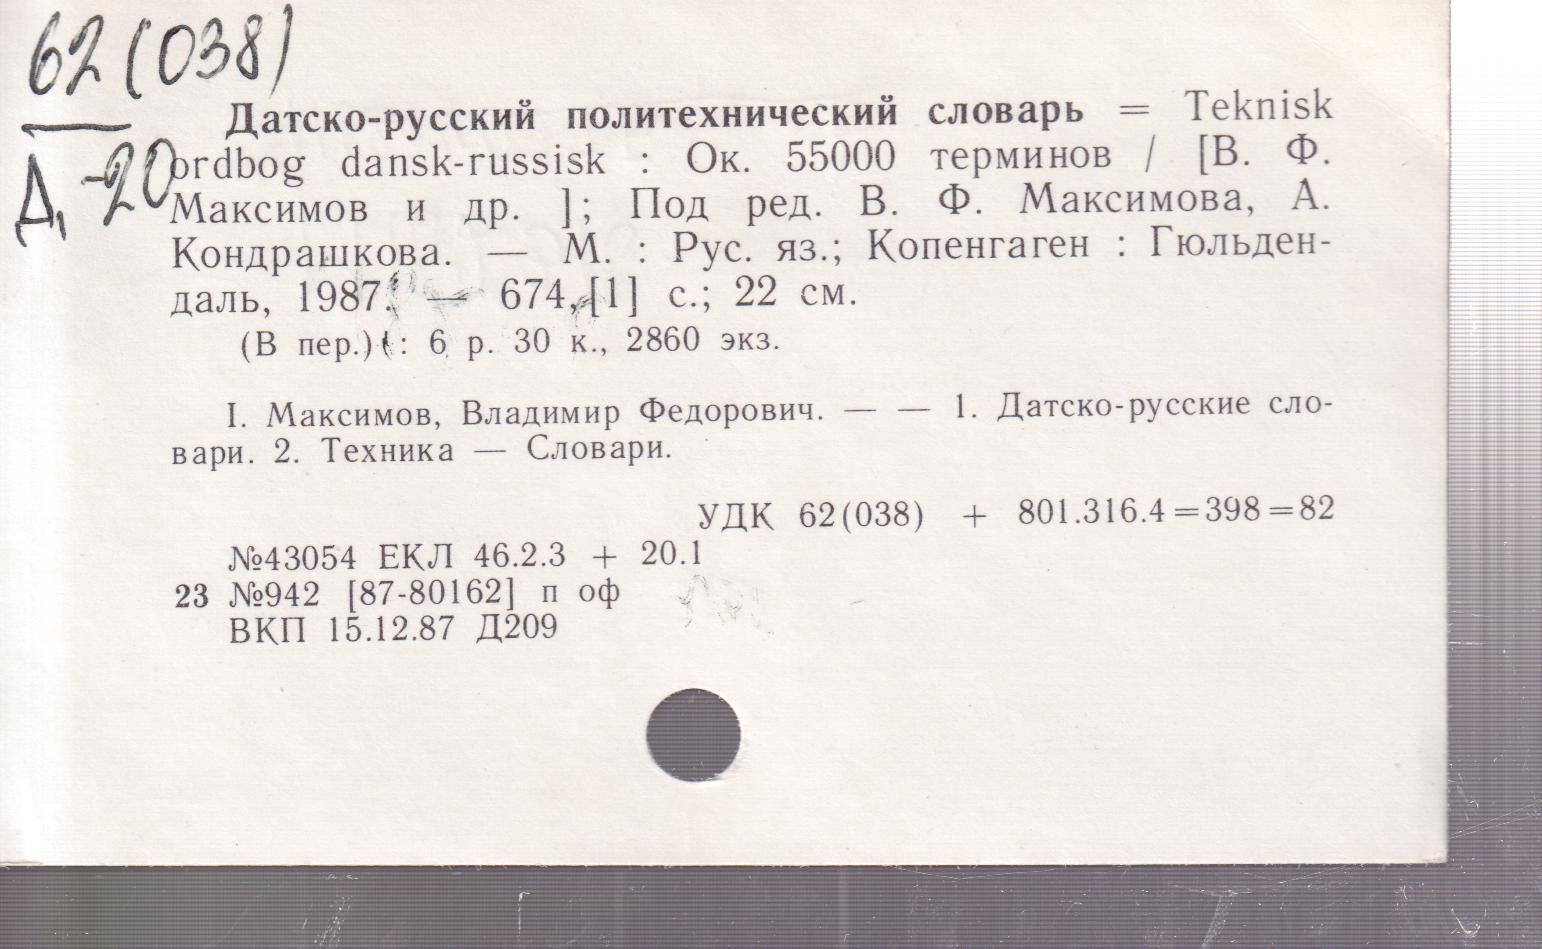 62(038)
Д-20
Датско-русский политехнический словарь = Teknisk
ordbog dansk-russisk : Ок. 55000 терминов / [В. Ф.
Максимов и др. ]; Под ред. В. Ф. Максимова, А.
Кондрашкова. — М. : Рус. яз.; Копенгаген : Гюльден-
даль, 1987. — 674, [1] с.; 22 см.
(В пер.) : 6 р. 30 к., 2860 экз.
I. Максимов, Владимир Федорович. — — 1. Датско-русские сло-
вари. 2. Техника — Словари.
УДК 62(038) + 801.316.4=398=82
№43054 ЕКЛ 46.2.3 + 20.1
23 №942 [87-80162] п оф
ВКП 15.12.87 Д209